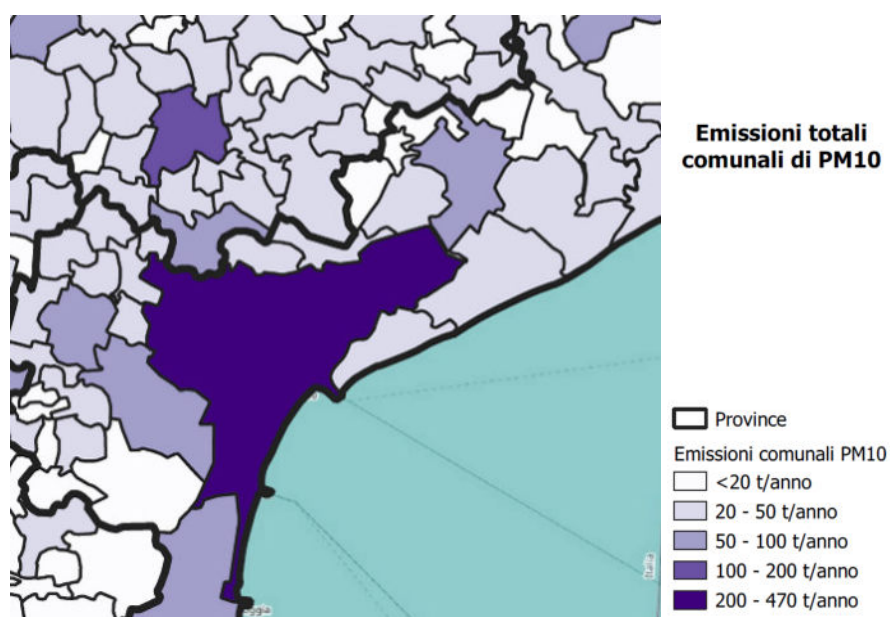 Emissioni totali
comunali di PM10
Province
Emissioni comunali PM10
<20 t/anno
20 - 50 t/anno
50 - 100 t/anno
100 - 200 t/anno
200 - 470 t/anno
Italia